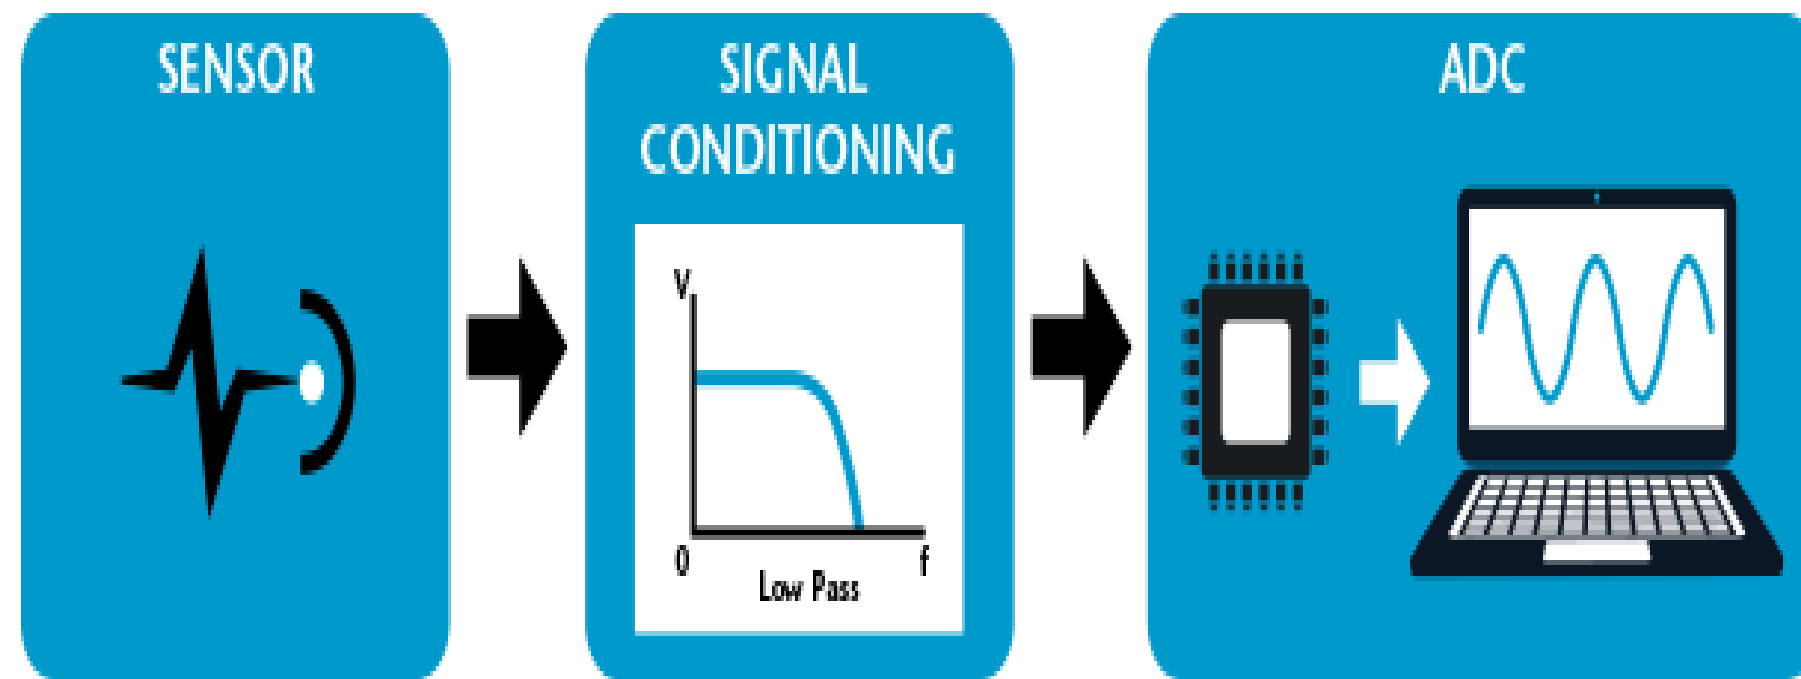 SENSOR
SIGNAL
CONDITIONING
V
0
f
Low Pass
ADC